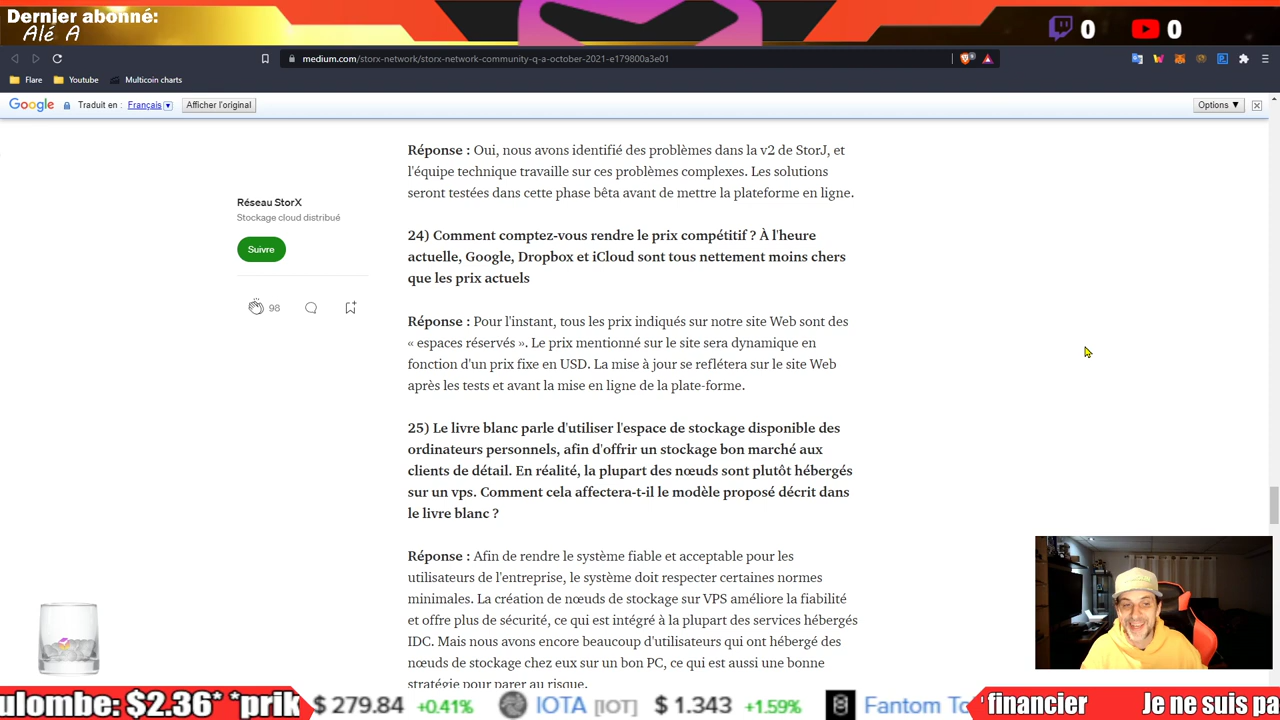 Dernier abonné:
Alé A
0
0
medium.com/storx-network/storx-network-community-q-a-october-2021-e179800a3e01
Flare
Youtube
Multicoin charts
Google
Traduit en :
Français
Afficher l'original
Options ▼
Réseau StorX
Stockage cloud distribué
Suivre
98
Réponse : Oui, nous avons identifié des problèmes dans la v2 de StorJ, et
l'équipe technique travaille sur ces problèmes complexes. Les solutions
seront testées dans cette phase bêta avant de mettre la plateforme en ligne.
24) Comment comptez-vous rendre le prix compétitif ? À l'heure
actuelle, Google, Dropbox et iCloud sont tous nettement moins chers
que les prix actuels
Réponse : Pour l'instant, tous les prix indiqués sur notre site Web sont des
« espaces réservés ». Le prix mentionné sur le site sera dynamique en
fonction d'un prix fixe en USD. La mise à jour se reflétera sur le site Web
après les tests et avant la mise en ligne de la plate-forme.
25) Le livre blanc parle d'utiliser l'espace de stockage disponible des
ordinateurs personnels, afin d'offrir un stockage bon marché aux
clients de détail. En réalité, la plupart des nœuds sont plutôt hébergés
sur un vps. Comment cela affectera-t-il le modèle proposé décrit dans
le livre blanc ?
Réponse : Afin de rendre le système fiable et acceptable pour les
utilisateurs de l'entreprise, le système doit respecter certaines normes
minimales. La création de nœuds de stockage sur VPS améliore la fiabilité
et offre plus de sécurité, ce qui est intégré à la plupart des services hébergés
IDC. Mais nous avons encore beaucoup d'utilisateurs qui ont hébergé des
nœuds de stockage chez eux sur un bon PC, ce qui est aussi une bonne
stratégie pour parer au risque.
ulombe: $2.36* *prik
$ 279.84 +0.41%
IOTA [IOT] $ 1.343 +1.59%
Fantom To
financier
Je ne suis pa